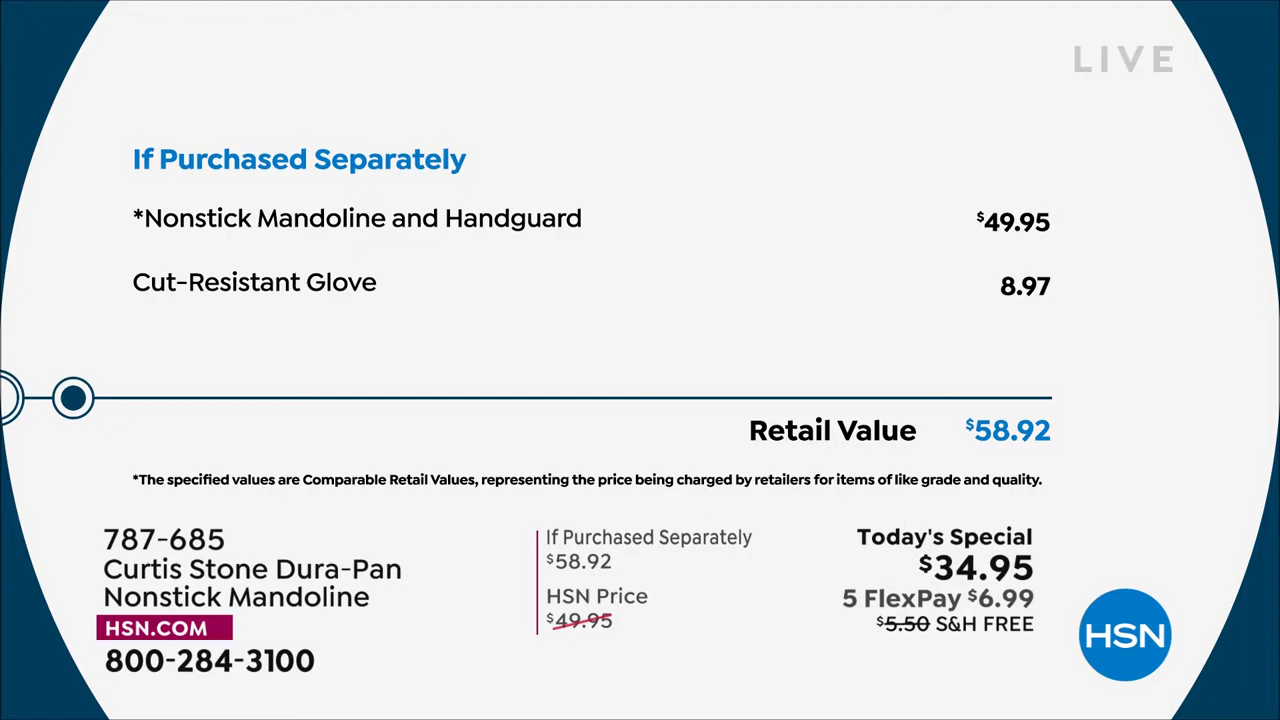 LIVE
If Purchased Separately
*Nonstick Mandoline and Handguard $49.95
Cut-Resistant Glove 8.97
Retail Value $58.92
*The specified values are Comparable Retail Values, representing the price being charged by retailers for items of like grade and quality.
787-685
Curtis Stone Dura-Pan
Nonstick Mandoline
HSN.COM
800-284-3100
If Purchased Separately
$58.92
HSN Price
$49.95
Today's Special
$34.95
5 FlexPay $6.99
$5.50 S&H FREE
HSN